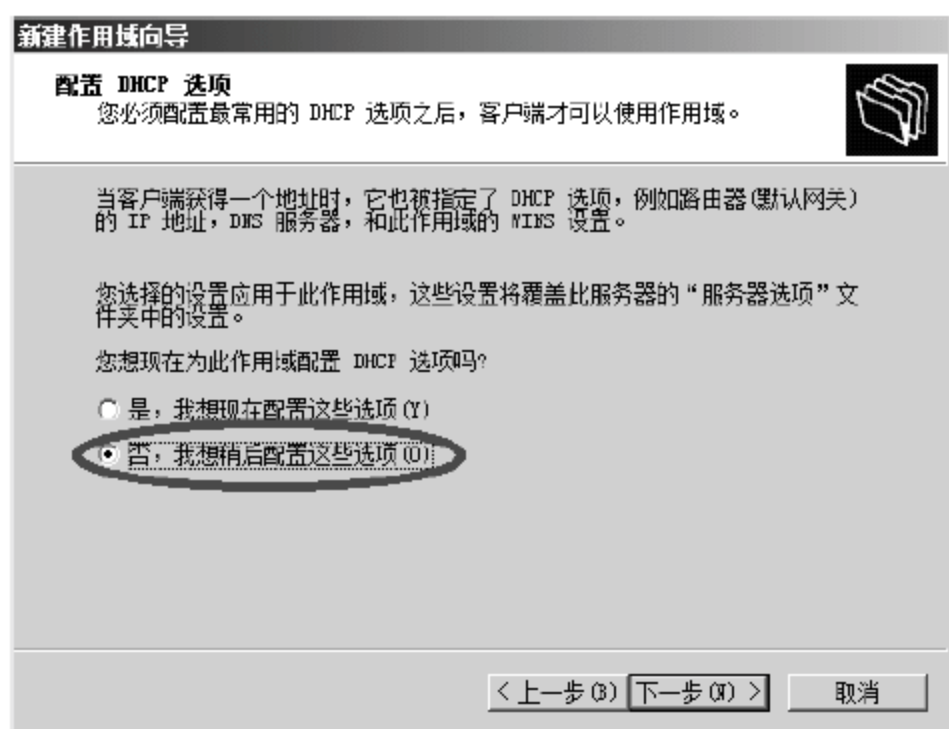 新建作用域向导
配置 DHCP 选项
您必须配置最常用的 DHCP 选项之后，客户端才可以使用作用域。
当客户端获得一个地址时，它也被指定了 DHCP 选项，例如路由器(默认网关)
的 IP 地址，DNS 服务器，和此作用域的 WINS 设置。
您选择的设置应用于此作用域，这些设置将覆盖此服务器的“服务器选项”文
件夹中的设置。
您想现在为此作用域配置 DHCP 选项吗?
是，我想现在配置这些选项(Y)
否，我想稍后配置这些选项(O)
< 上一步(B) 下一步(N) > 取消